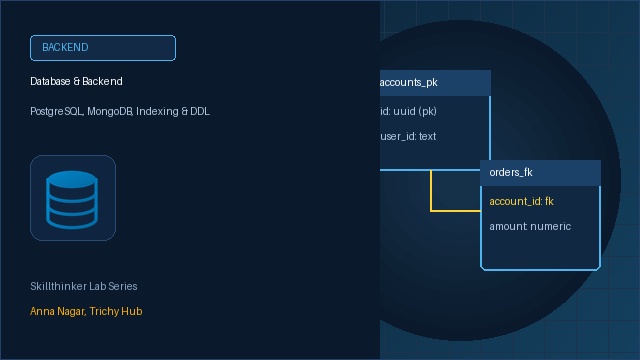 BACKEND
Database & Backend
PostgreSQL, MongoDB, Indexing & DDL
Skillthinker Lab Series
Anna Nagar, Trichy Hub
accounts_pk
id: uuid (pk)
user_id: text
orders_fk
account_id: fk
amount: numeric